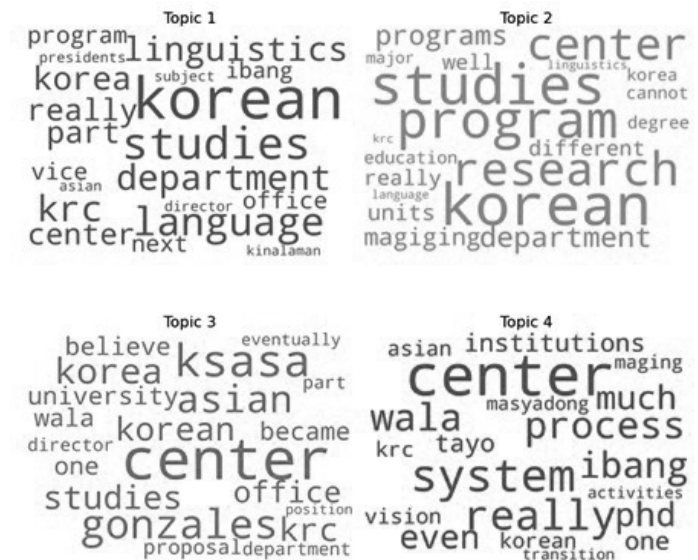 Topic 1
program
linguistics
presidents
korea
subject
ibang
really
korean
part
studies
vice
asian
department
krc
director
office
language
center
next
kinalaman
Topic 2
programs
center
major
well
linguistics
studies
korea
cannot
program
degree
krc
different
education
research
really
language
units
korean
magiging
department
Topic 3
believe
eventually
korea
ksasa
part
university
asian
wala
korean
became
director
one
center
studies
office
position
gonzales
krc
proposal
department
Topic 4
asian
institutions
center
maging
masyadong
much
wala
process
krc
tayo
system
ibang
activities
vision
really
phd
even
korean
one
transition